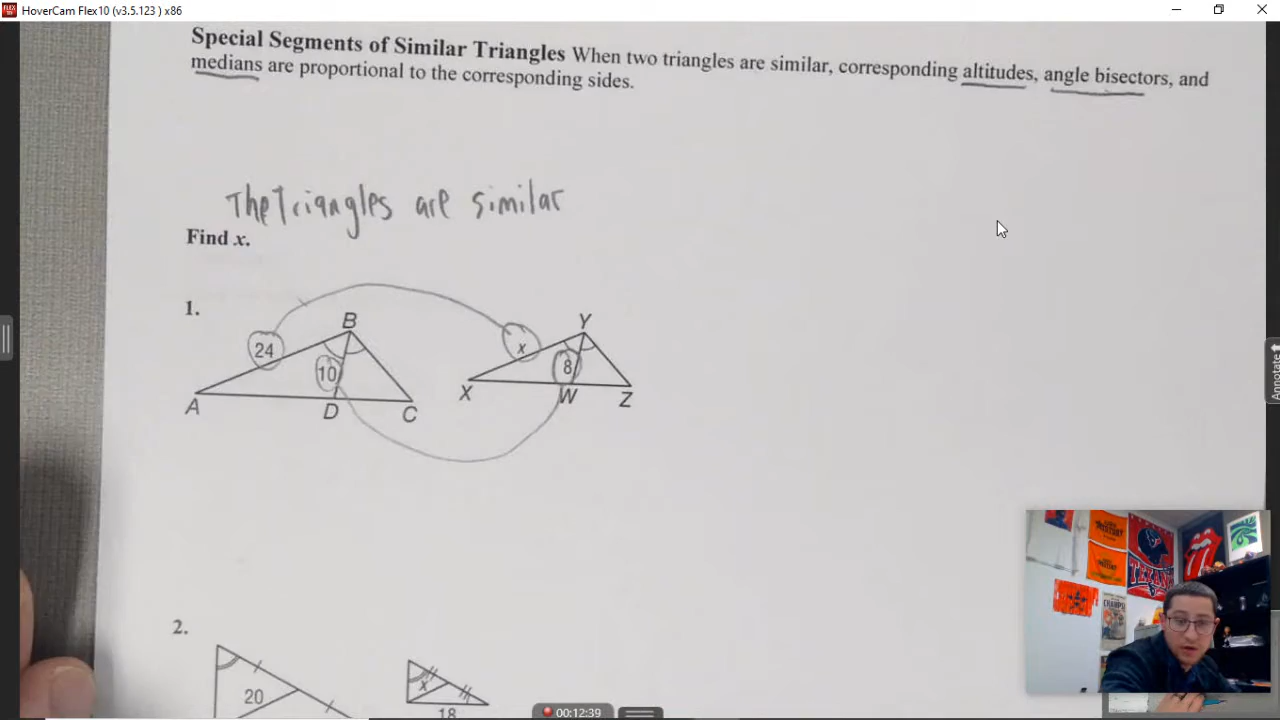 HoverCam Flex10 (v3.5.123) x86
Special Segments of Similar Triangles When two triangles are similar, corresponding altitudes, angle bisectors, and
medians are proportional to the corresponding sides.
The Triangles are similar
Find x.
1.
B
Y
24
x
10
8
A
D
C
X
W
Z
Annotate
2.
20
x
18
TEXANS
00:12:39